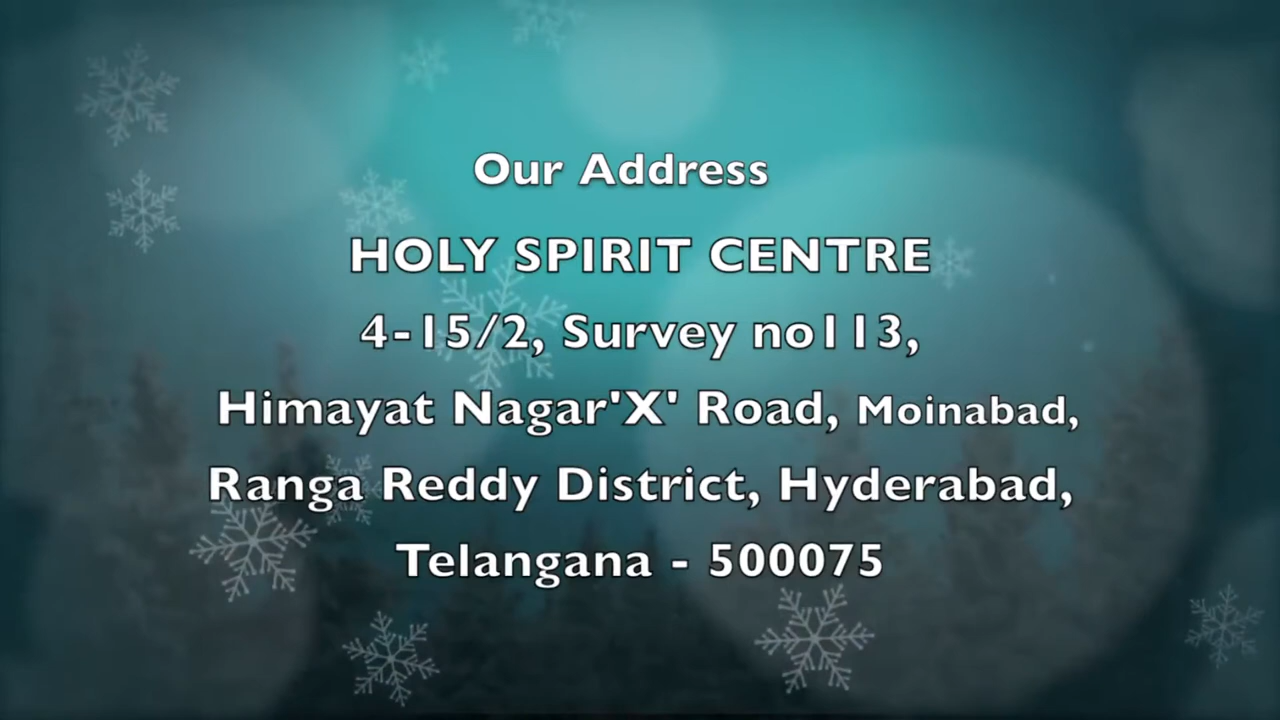 Our Address
HOLY SPIRIT CENTRE
4-15/2, Survey no113,
Himayat Nagar'X' Road, Moinabad,
Ranga Reddy District, Hyderabad,
Telangana - 500075